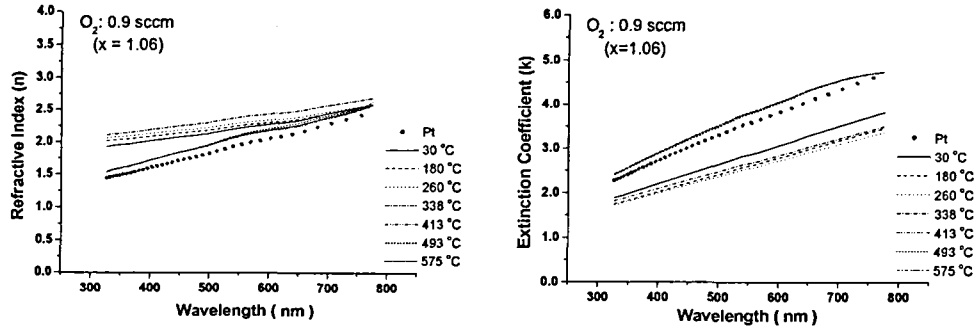 O2 : 0.9 sccm
(x = 1.06)
Refractive Index (n)
4.0
3.5
3.0
2.5
2.0
1.5
1.0
0.5
0.0
300 400 500 600 700 800
Wavelength ( nm )
Pt
30 °C
180 °C
260 °C
338 °C
413 °C
493 °C
575 °C
O2 : 0.9 sccm
(x=1.06)
Extinction Coefficient (k)
6.0
5.0
4.0
3.0
2.0
1.0
0.0
300 400 500 600 700 800
Wavelength ( nm )
Pt
30 °C
180 °C
260 °C
338 °C
413 °C
493 °C
575 °C